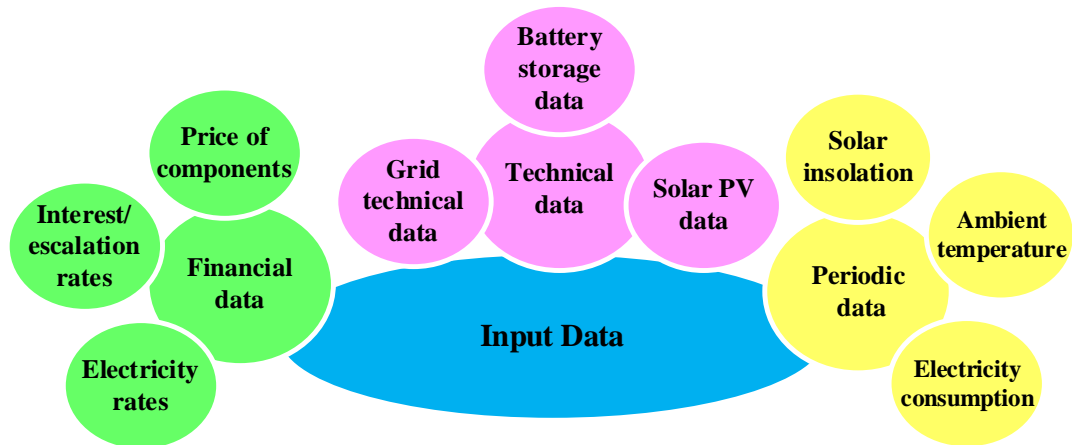 Battery
storage
data
Price of
components
Grid
technical
data
Technical
data
Solar PV
data
Solar
insolation
Interest/
escalation
rates
Financial
data
Ambient
temperature
Periodic
data
Input Data
Electricity
rates
Electricity
consumption